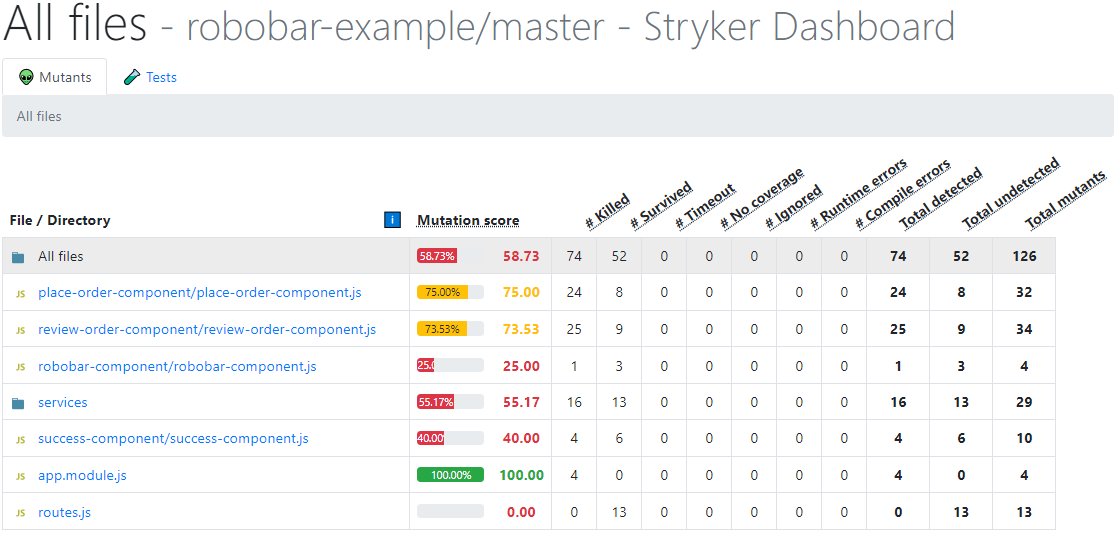 All files - robobar-example/master - Stryker Dashboard
Mutants Tests
All files
File / Directory i Mutation score # Killed # Survived # Timeout # No coverage # Ignored # Runtime errors # Compile errors Total detected Total undetected Total mutants
All files 58.73% 58.73 74 52 0 0 0 0 0 74 52 126
JS place-order-component/place-order-component.js 75.00% 75.00 24 8 0 0 0 0 0 24 8 32
JS review-order-component/review-order-component.js 73.53% 73.53 25 9 0 0 0 0 0 25 9 34
JS robobar-component/robobar-component.js 25.0 25.00 1 3 0 0 0 0 0 1 3 4
services 55.17% 55.17 16 13 0 0 0 0 0 16 13 29
JS success-component/success-component.js 40.00% 40.00 4 6 0 0 0 0 0 4 6 10
JS app.module.js 100.00% 100.00 4 0 0 0 0 0 0 4 0 4
JS routes.js 0.00 0 13 0 0 0 0 0 0 13 13